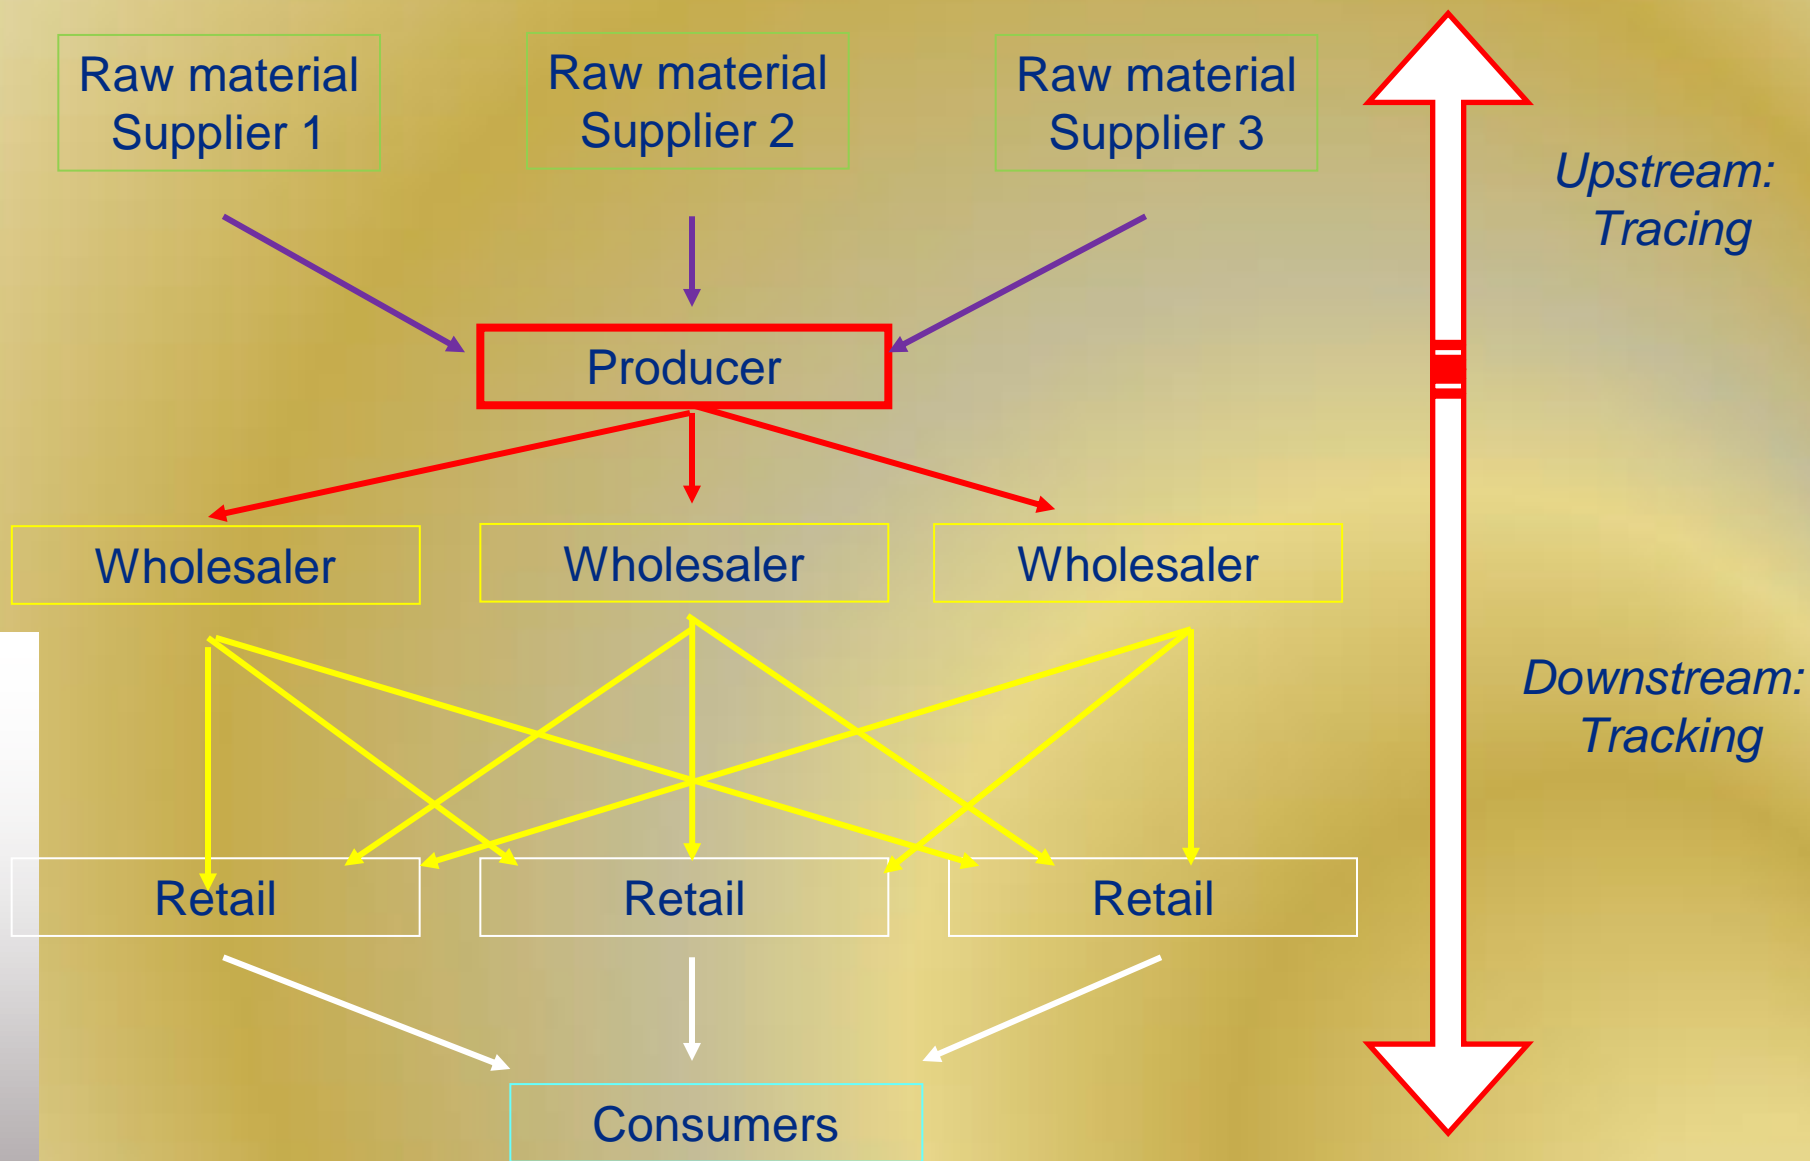 Raw material
Supplier 1
Raw material
Supplier 2
Raw material
Supplier 3
Upstream:
Tracing
Producer
Wholesaler
Wholesaler
Wholesaler
Downstream:
Tracking
Retail
Retail
Retail
Consumers